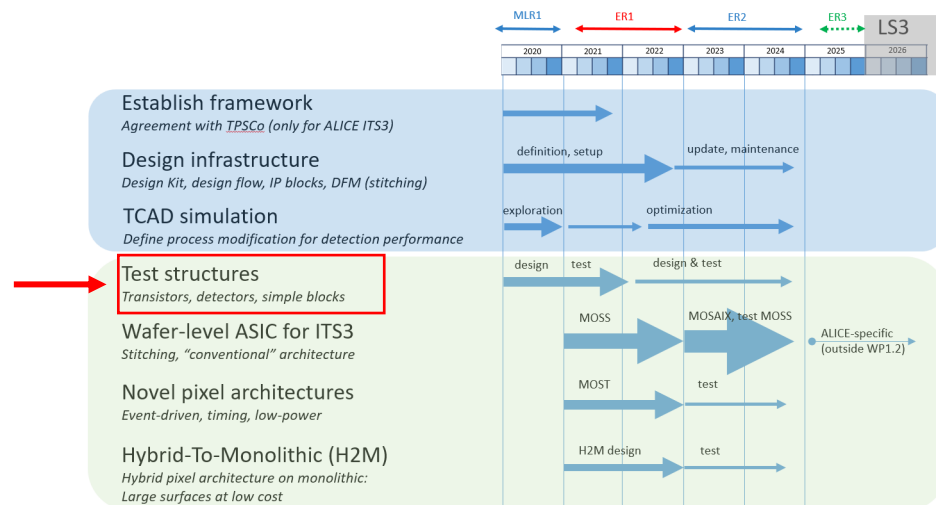 MLR1 ER1 ER2 ER3
LS3
2020 2021 2022 2023 2024 2025 2026
Establish framework
Agreement with TPSCo (only for ALICE ITS3)
Design infrastructure
Design Kit, design flow, IP blocks, DFM (stitching)
definition, setup
update, maintenance
TCAD simulation
Define process modification for detection performance
exploration
optimization
Test structures
Transistors, detectors, simple blocks
design test design & test
Wafer-level ASIC for ITS3
Stitching, “conventional” architecture
MOSS
MOSAIX, test MOSS
ALICE-specific
(outside WP1.2)
Novel pixel architectures
Event-driven, timing, low-power
MOST test
Hybrid-To-Monolithic (H2M)
Hybrid pixel architecture on monolithic:
Large surfaces at low cost
H2M design test